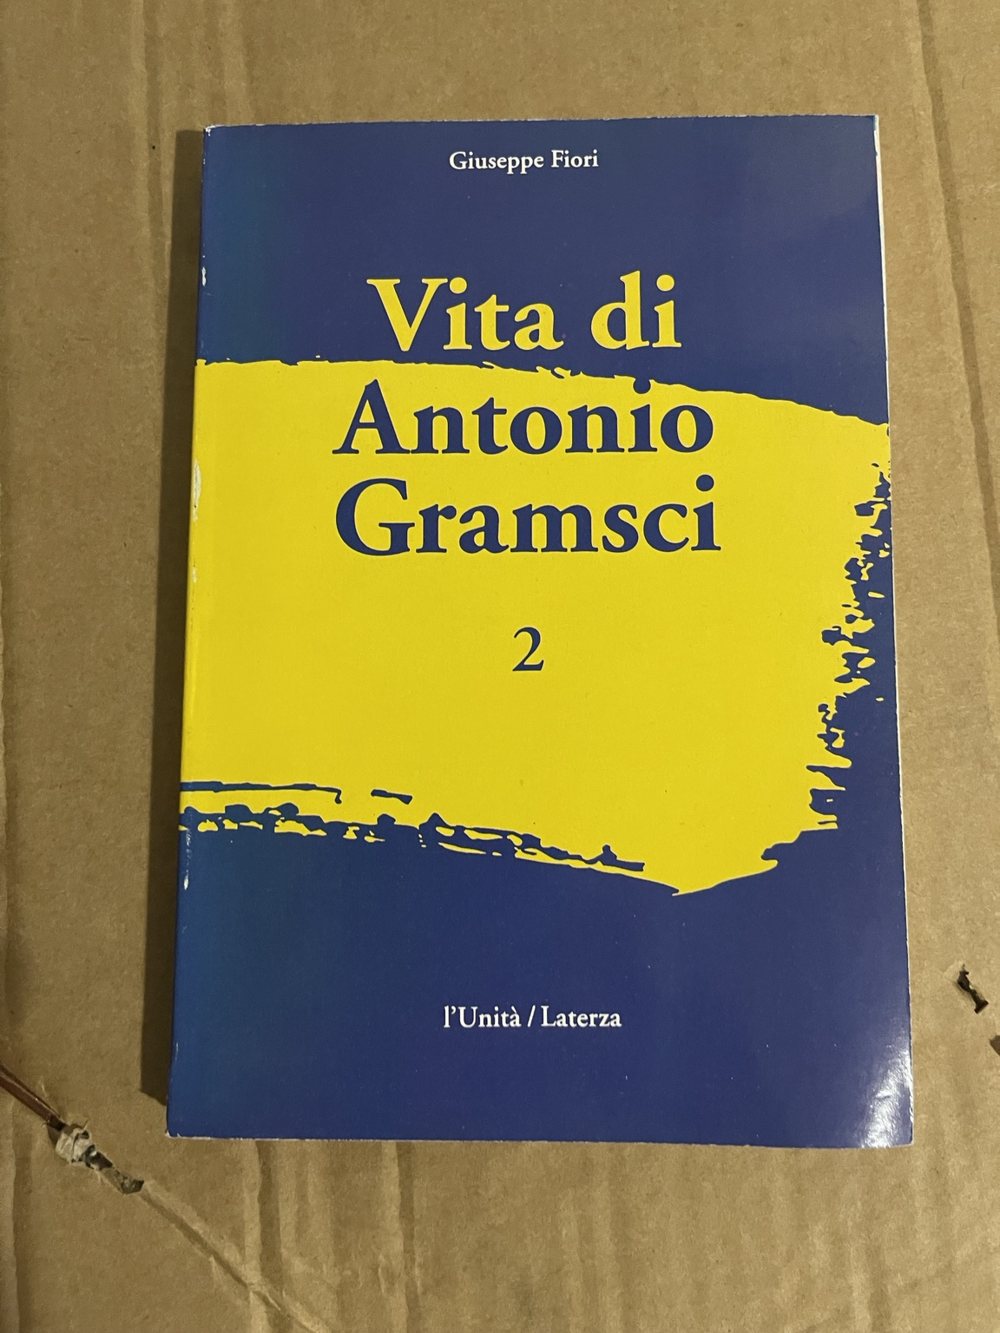 Giuseppe Fiori
Vita di
Antonio
Gramsci
2
l'Unità / Laterza